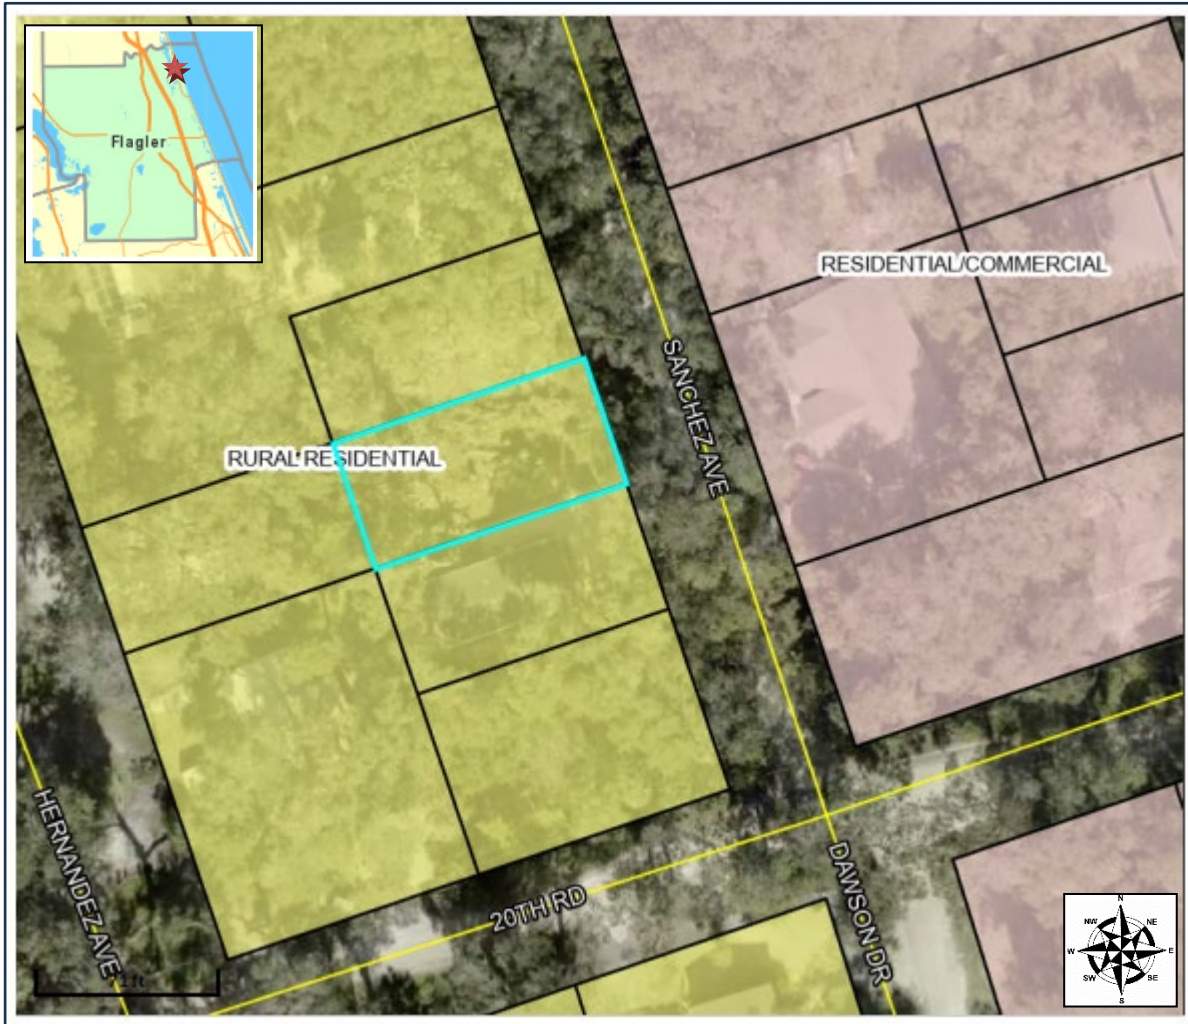 Flagler
RESIDENTIAL/COMMERCIAL
SANCHEZ AVE
RURAL RESIDENTIAL
HERNANDEZ AVE
20TH RD
DAWSON DR
N
NW
NE
W
E
SW
SE
S